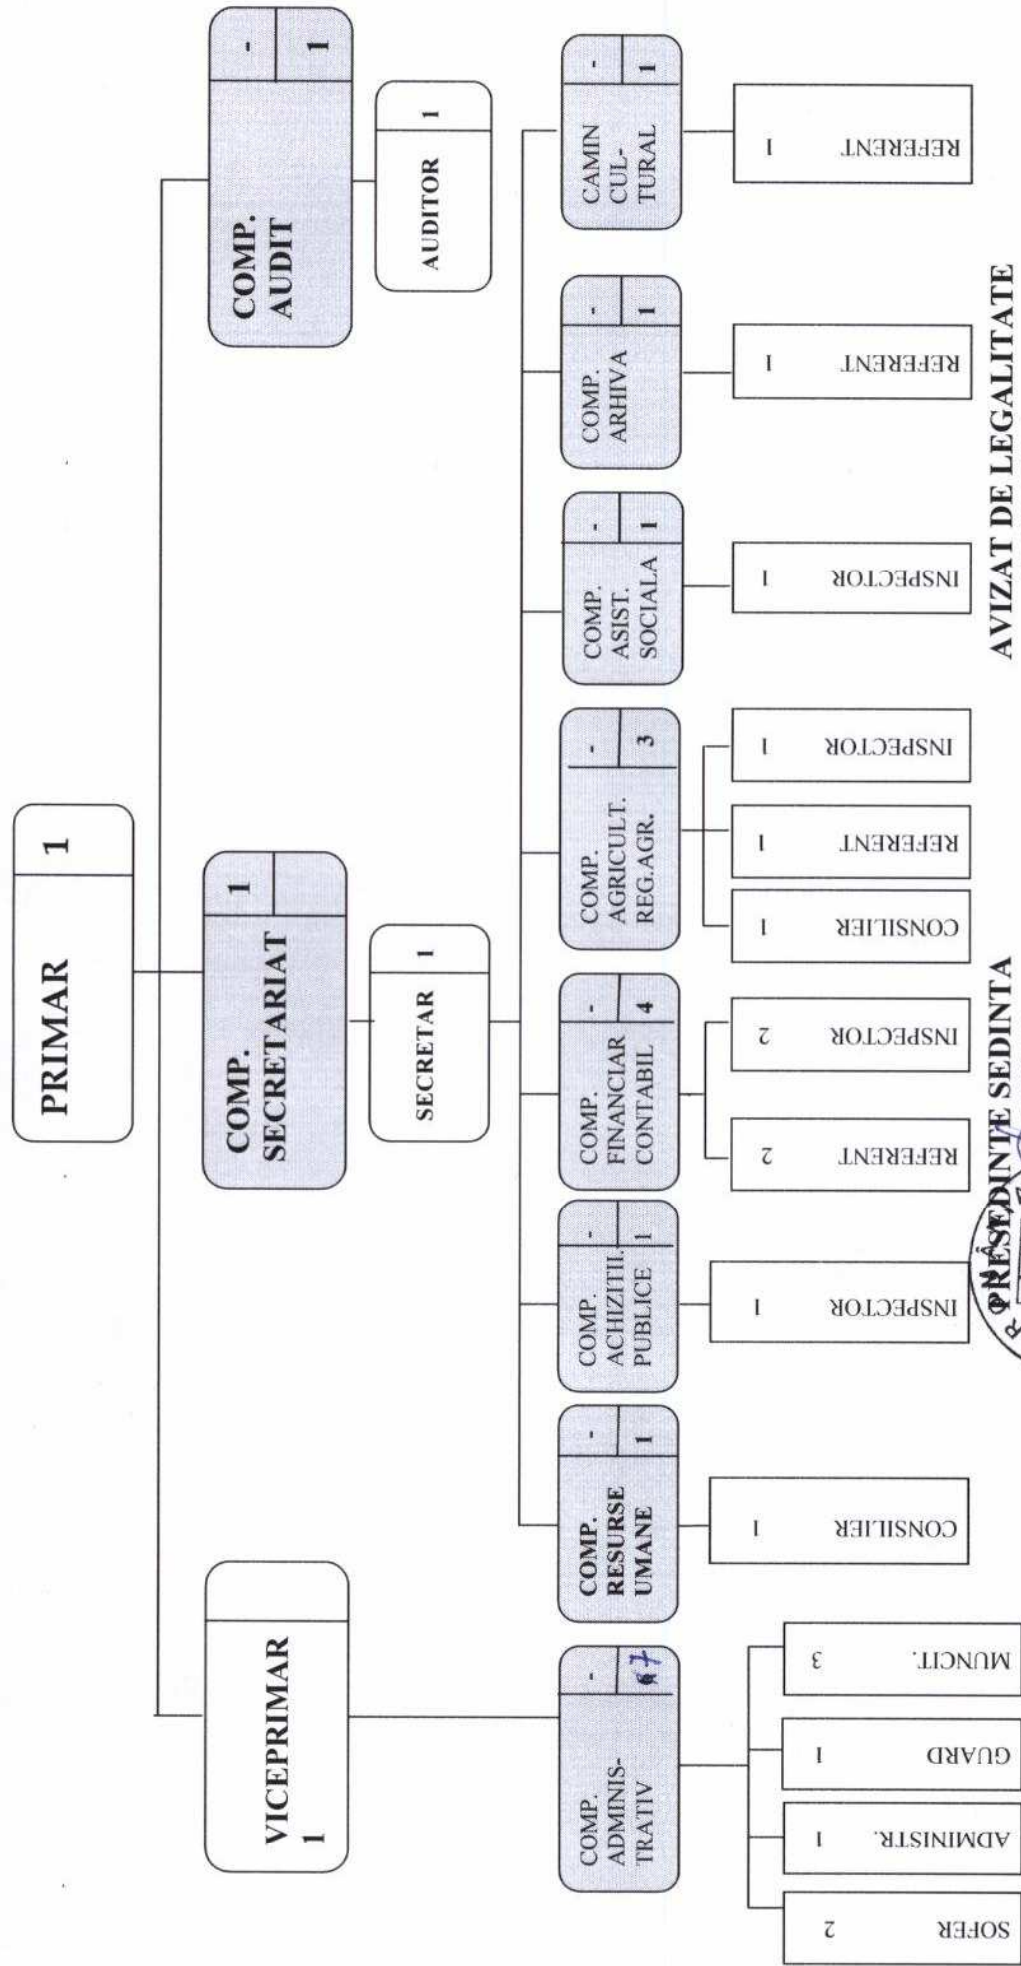 PRIMAR 1
VICEPRIMAR
1
COMP.
SECRETARIAT
1
COMP.
AUDIT
-
1
SECRETAR 1
AUDITOR 1
COMP.
ADMINIS-
TRATIV
-
7
COMP.
RESURSE
UMANE
-
1
COMP.
ACHIZITII.
PUBLICE
-
1
COMP.
FINANCIAR
CONTABIL
-
4
COMP.
AGRICULT.
REG.AGR.
-
3
COMP.
ASIST.
SOCIALA
-
1
COMP.
ARHIVA
-
1
CAMIN
CUL-
TURAL
-
1
SOFER 2
ADMINISTR. 1
GUARD 1
MUNCIT. 3
CONSILIER 1
INSPECTOR 1
REFERENT 2
INSPECTOR 2
CONSILIER 1
REFERENT 1
INSPECTOR 1
INSPECTOR 1
REFERENT 1
REFERENT 1
PRESEDINTE SEDINTA
AVIZAT DE LEGALITATE